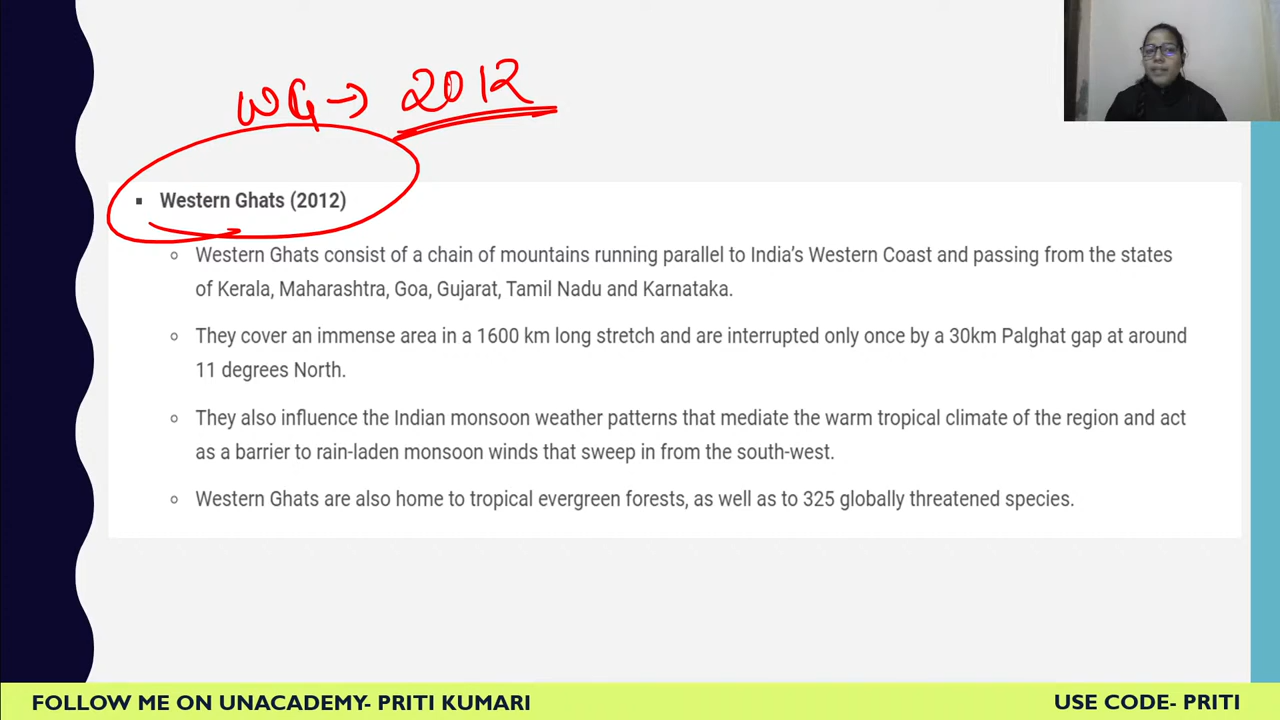 WG → 2012
▪ Western Ghats (2012)
○ Western Ghats consist of a chain of mountains running parallel to India’s Western Coast and passing from the states
of Kerala, Maharashtra, Goa, Gujarat, Tamil Nadu and Karnataka.
○ They cover an immense area in a 1600 km long stretch and are interrupted only once by a 30km Palghat gap at around
11 degrees North.
○ They also influence the Indian monsoon weather patterns that mediate the warm tropical climate of the region and act
as a barrier to rain-laden monsoon winds that sweep in from the south-west.
○ Western Ghats are also home to tropical evergreen forests, as well as to 325 globally threatened species.
FOLLOW ME ON UNACADEMY- PRITI KUMARI
USE CODE- PRITI